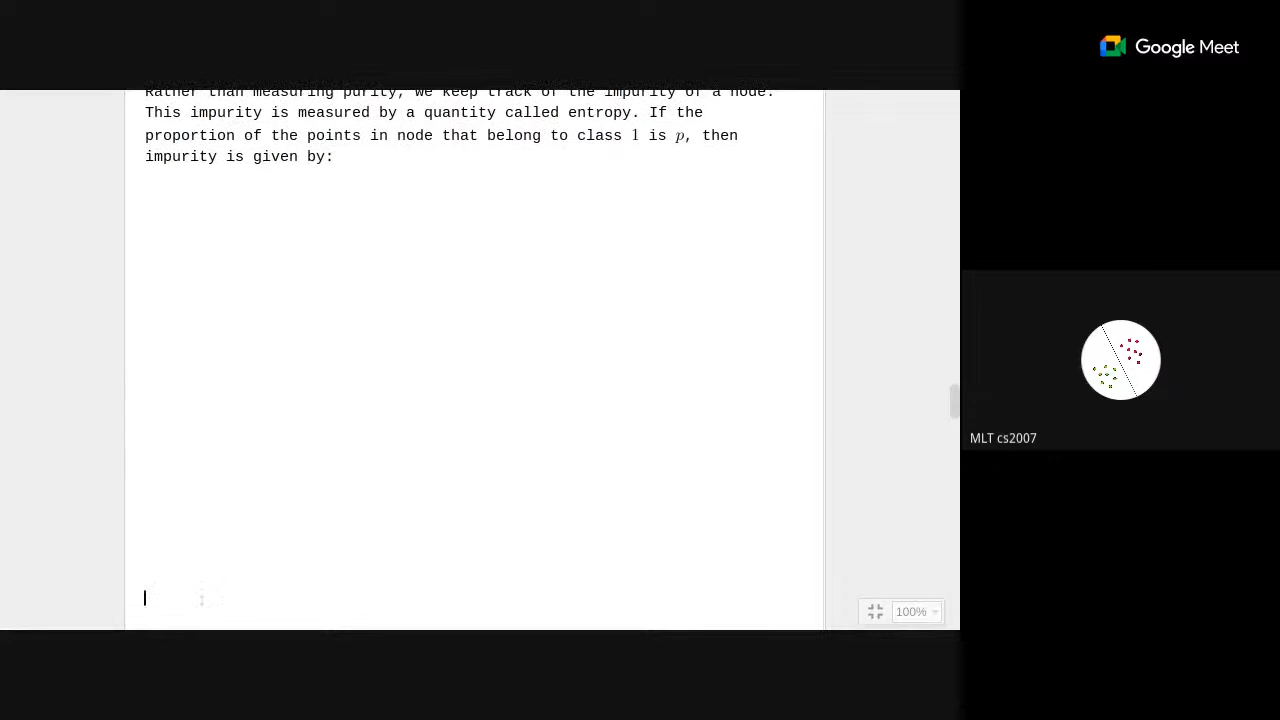 Rather than measuring purity, we keep track of the impurity of a node.
This impurity is measured by a quantity called entropy. If the
proportion of the points in node that belong to class 1 is p, then
impurity is given by:
100%
Google Meet
MLT cs2007